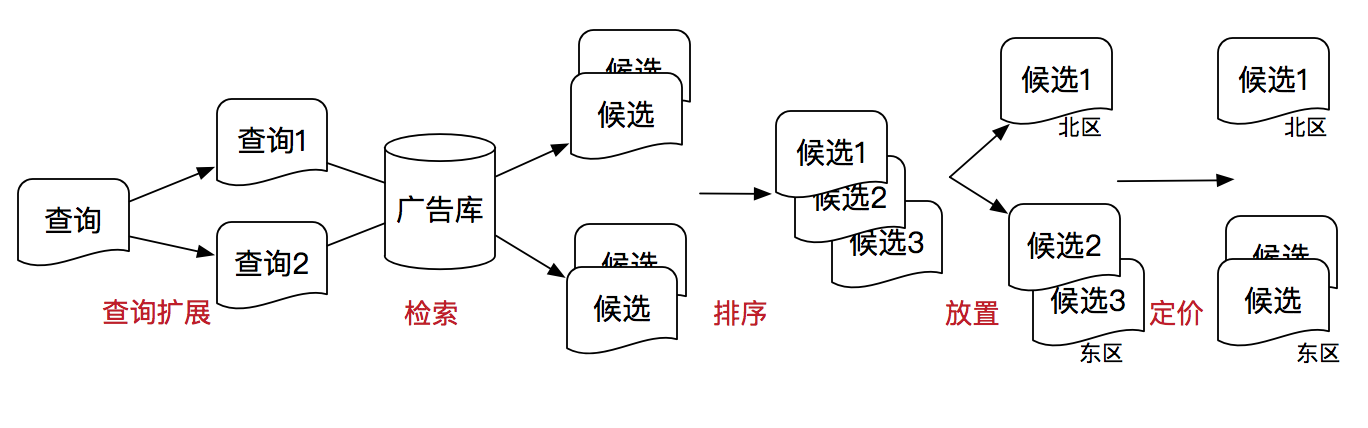 查询
查询1
查询2
查询扩展
广告库
检索
候选
候选
候选
候选
排序
候选1
候选2
候选3
放置
候选1
北区
候选2
候选3
东区
定价
候选1
北区
候选
候选
东区